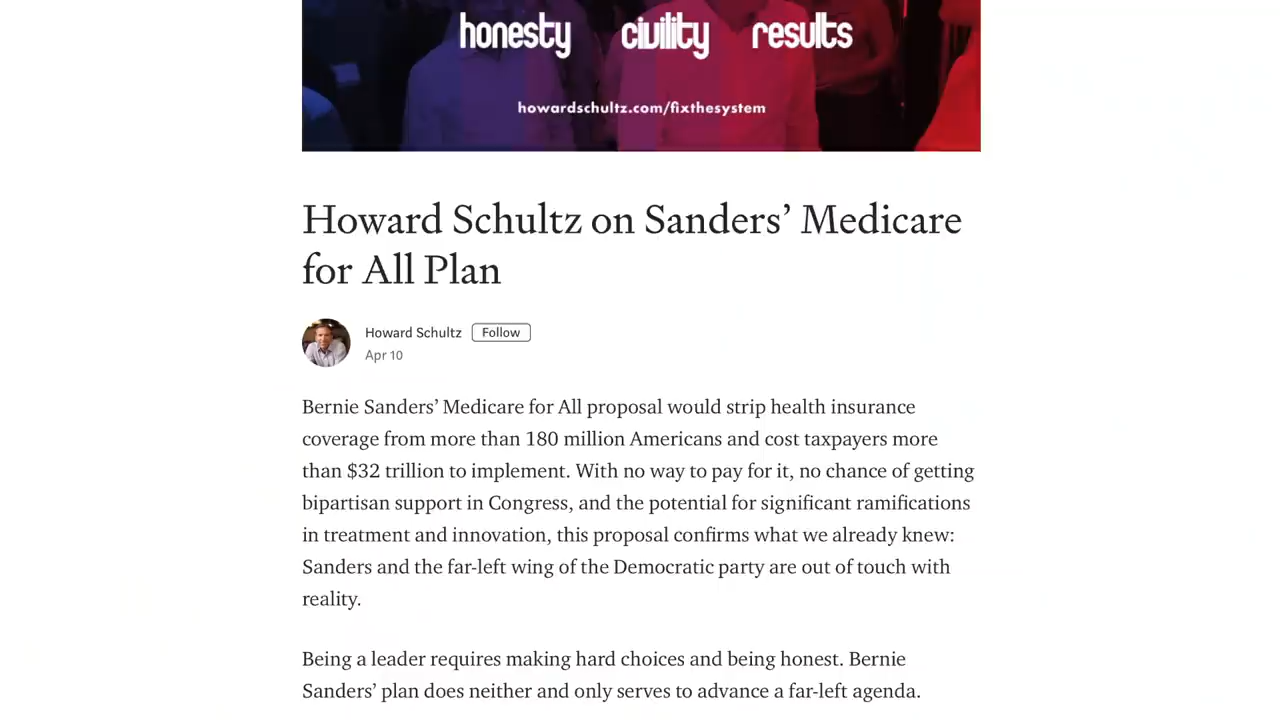 honesty civility results
howardschultz.com/fixthesystem
Howard Schultz on Sanders’ Medicare
for All Plan
Howard Schultz Follow
Apr 10
Bernie Sanders’ Medicare for All proposal would strip health insurance
coverage from more than 180 million Americans and cost taxpayers more
than $32 trillion to implement. With no way to pay for it, no chance of getting
bipartisan support in Congress, and the potential for significant ramifications
in treatment and innovation, this proposal confirms what we already knew:
Sanders and the far-left wing of the Democratic party are out of touch with
reality.
Being a leader requires making hard choices and being honest. Bernie
Sanders’ plan does neither and only serves to advance a far-left agenda.